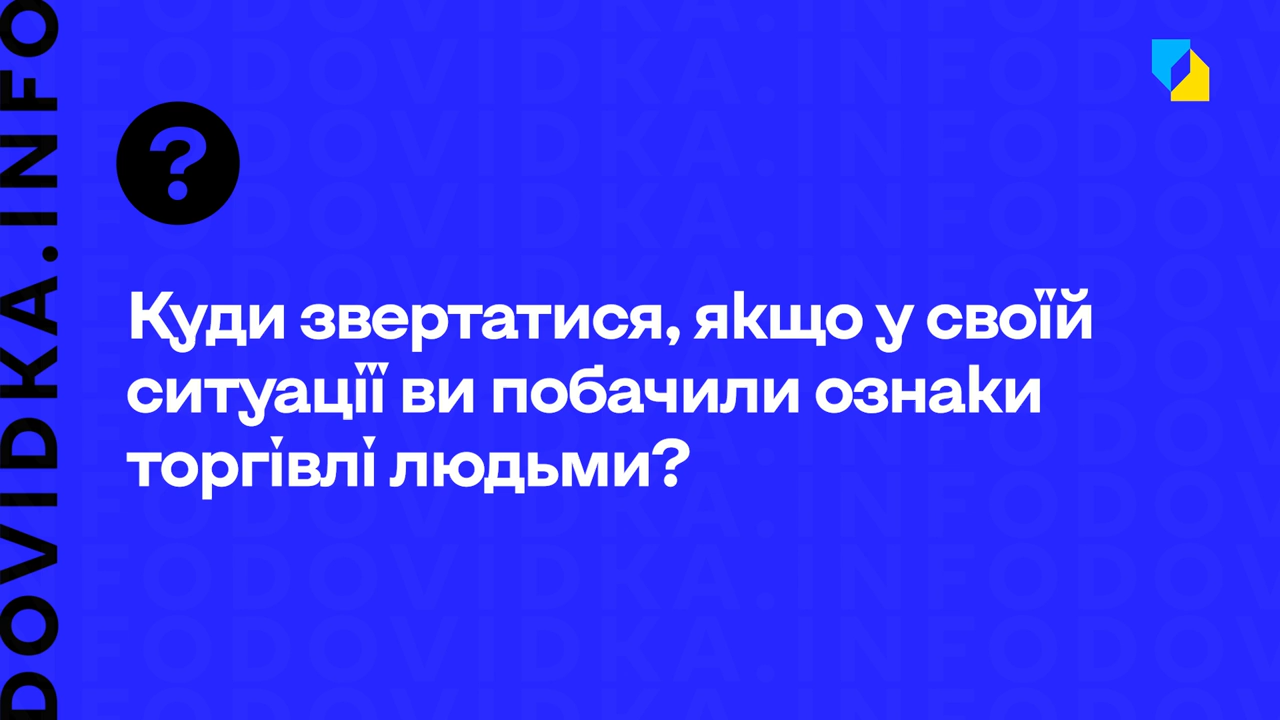 DOVIDKA.INFO
?
Куди звертатися, якщо у своїй
ситуації ви побачили ознаки
торгівлі людьми?